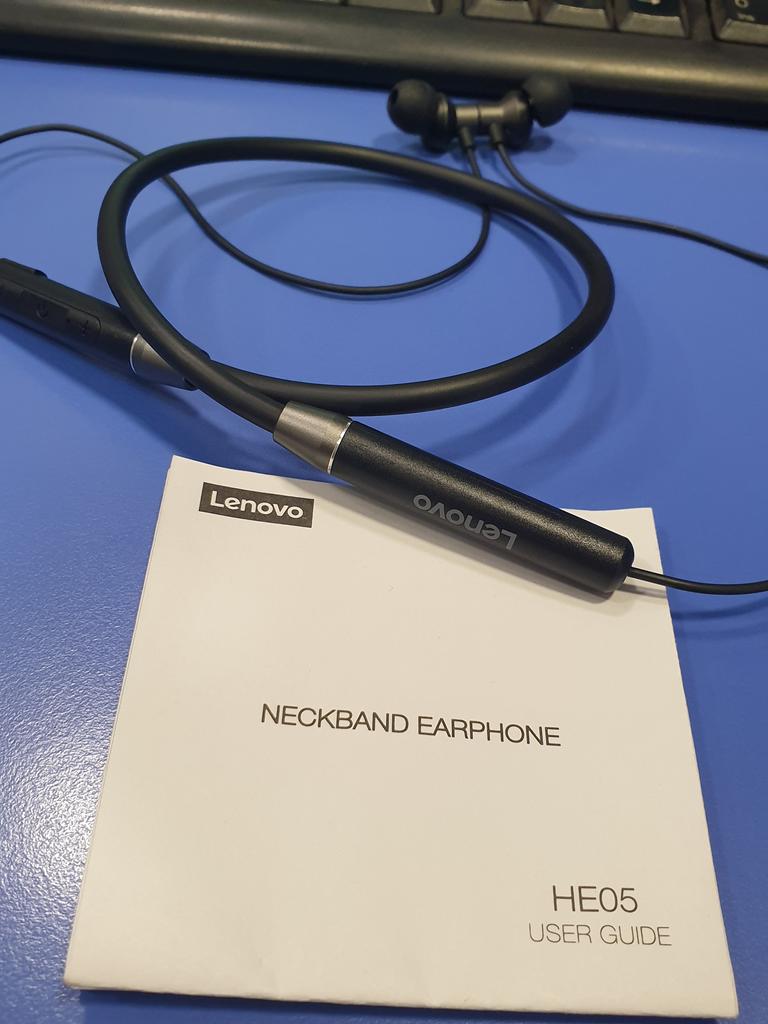 Lenovo
Lenovo
NECKBAND EARPHONE
HE05
USER GUIDE